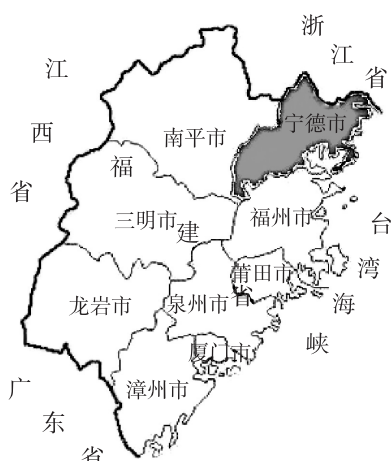 浙江省
江西省
宁德市
南平市
福建省
三明市
福州市
台湾海峡
莆田市
龙岩市
泉州市
厦门市
漳州市
广东省